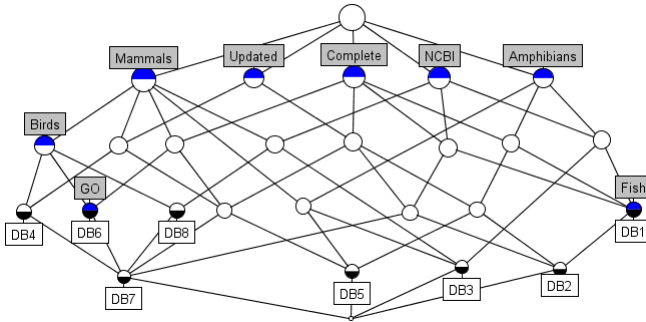 Mammals
Updated
Complete
NCBI
Amphibians
Birds
GO
Fish
DB4
DB6
DB8
DB1
DB7
DB5
DB3
DB2